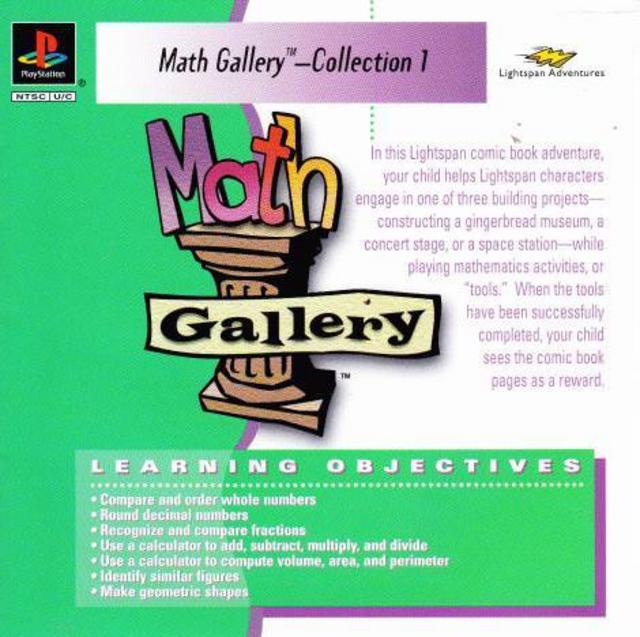 Math Gallery™–Collection 1
PlayStation
®
NTSC U/C
Lightspan Adventures
Math
Gallery
™
In this Lightspan comic book adventure,
your child helps Lightspan characters
engage in one of three building projects—
constructing a gingerbread museum, a
concert stage, or a space station—while
playing mathematics activities, or
"tools." When the tools
have been successfully
completed, your child
sees the comic book
pages as a reward.
LEARNING OBJECTIVES
• Compare and order whole numbers
• Round decimal numbers
• Recognize and compare fractions
• Use a calculator to add, subtract, multiply, and divide
• Use a calculator to compute volume, area, and perimeter
• Identify similar figures
• Make geometric shapes